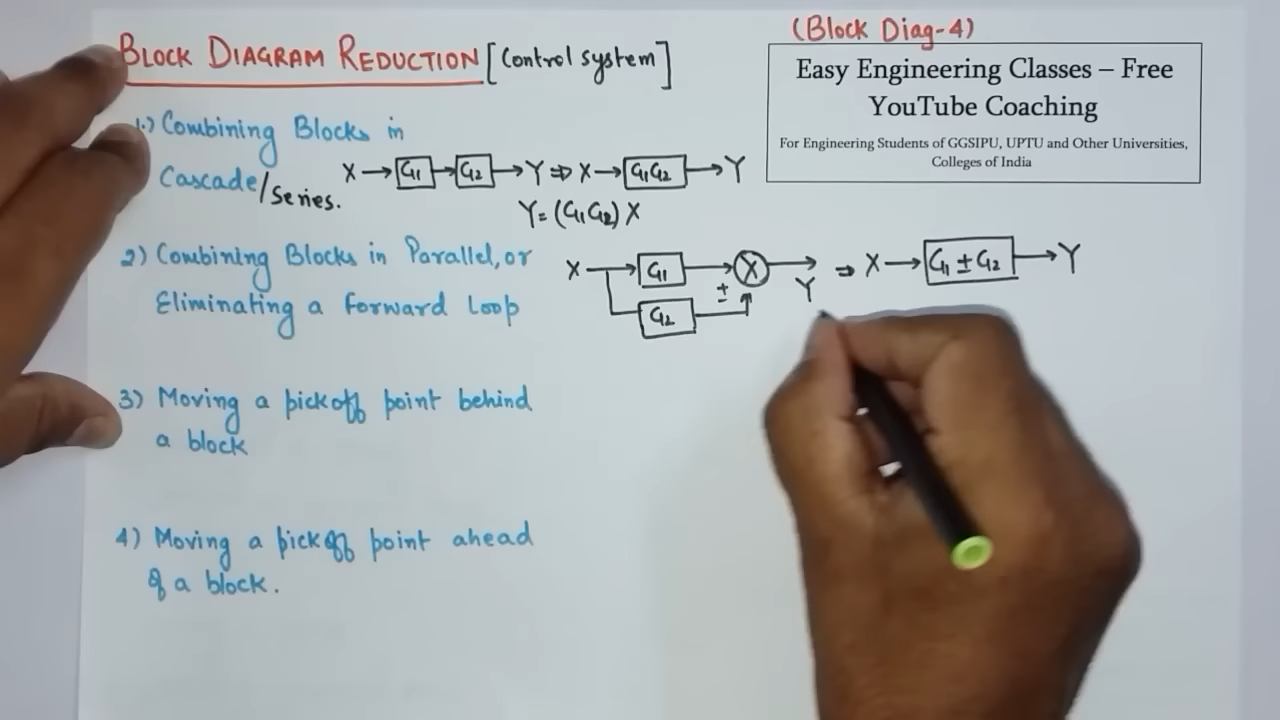 (Block Diag-4)
BLOCK DIAGRAM REDUCTION [Control system]
Easy Engineering Classes – Free
YouTube Coaching
For Engineering Students of GGSIPU, UPTU and Other Universities,
Colleges of India
1.) Combining Blocks in
Cascade/Series.
X → G1 → G2 → Y ⇒ X → G1G2 → Y
Y = (G1G2) X
2) Combining Blocks in Parallel, or
Eliminating a Forward Loop
X → G1 → X → Y ⇒ X → G1 ± G2 → Y
G2 ±
3) Moving a pickoff point behind
a block
4) Moving a pickoff point ahead
of a block.